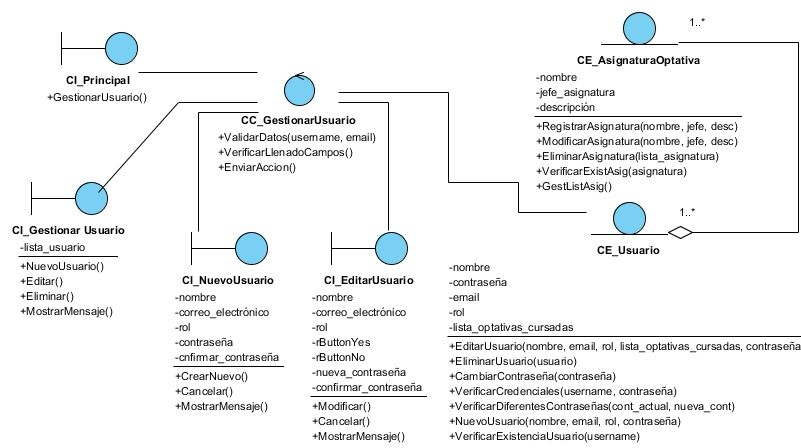 CI_Principal
+GestionarUsuario()
CC_GestionarUsuario
+ValidarDatos(username, email)
+VerificarLlenadoCampos()
+EnviarAccion()
1..*
CE_AsignaturaOptativa
-nombre
-jefe_asignatura
-descripción
+RegistrarAsignatura(nombre, jefe, desc)
+ModificarAsignatura(nombre, jefe, desc)
+EliminarAsignatura(lista_asignatura)
+VerificarExistAsig(asignatura)
+GestListAsig()
CI_Gestionar Usuario
-lista_usuario
+NuevoUsuario()
+Editar()
+Eliminar()
+MostrarMensaje()
CI_NuevoUsuario
-nombre
-correo_electrónico
-rol
-contraseña
-cnfirmar_contraseña
+CrearNuevo()
+Cancelar()
+MostrarMensaje()
CI_EditarUsuario
-nombre
-correo_electrónico
-rol
-rButtonYes
-rButtonNo
-nueva_contraseña
-confirmar_contraseña
+Modificar()
+Cancelar()
+MostrarMensaje()
1..*
CE_Usuario
-nombre
-contraseña
-email
-rol
-lista_optativas_cursadas
+EditarUsuario(nombre, email, rol, lista_optativas_cursadas, contraseña
+EliminarUsuario(usuario)
+CambiarContraseña(contraseña)
+VerificarCredenciales(username, contraseña)
+VerificarDiferentesContraseñas(cont_actual, nueva_cont)
+NuevoUsuario(nombre, email, rol, contraseña)
+VerificarExistenciaUsuario(username)